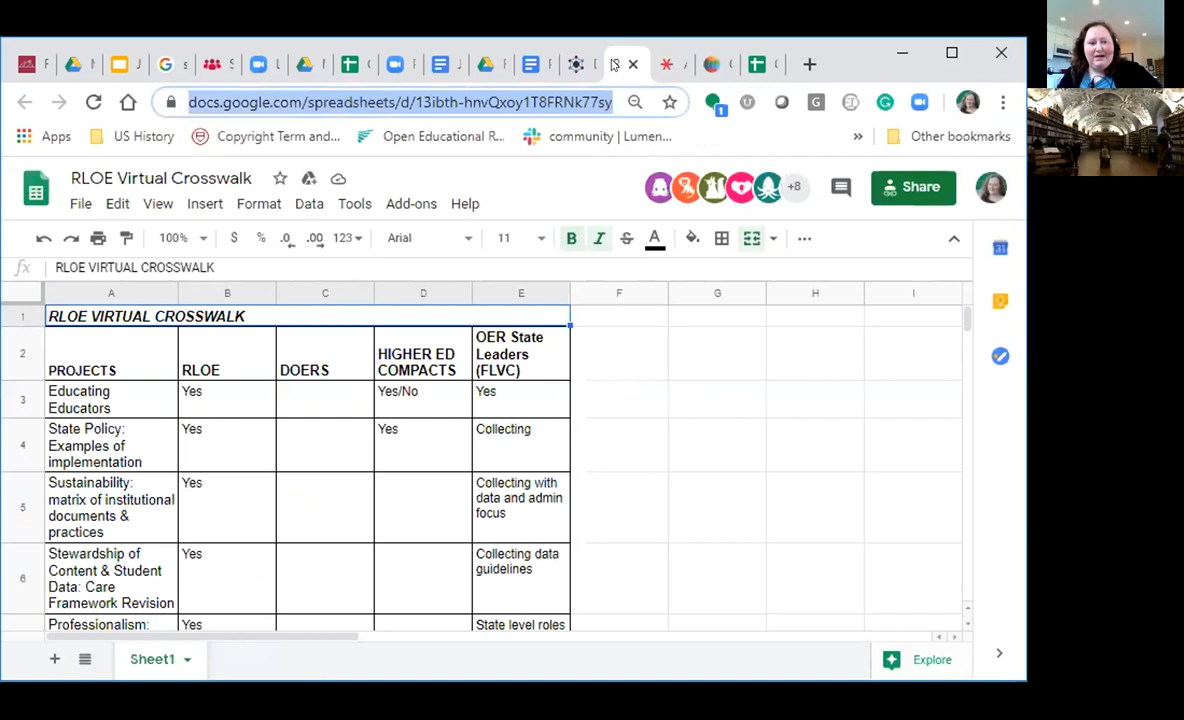 docs.google.com/spreadsheets/d/13ibth-hnvQxoy1T8FRNk77sy
Apps
US History
Copyright Term and...
Open Educational R...
community | Lumen...
»
Other bookmarks
RLOE Virtual Crosswalk
+8
Share
File Edit View Insert Format Data Tools Add-ons Help
100% $ % .0 .00 123 Arial 11 B I S A ...
fx RLOE VIRTUAL CROSSWALK
A B C D E F G H I
1 RLOE VIRTUAL CROSSWALK
2 PROJECTS RLOE DOERS HIGHER ED
COMPACTS
OER State
Leaders
(FLVC)
3 Educating
Educators
Yes
Yes/No
Yes
4 State Policy:
Examples of
implementation
Yes
Yes
Collecting
5 Sustainability:
matrix of institutional
documents &
practices
Yes
Collecting with
data and admin
focus
6 Stewardship of
Content & Student
Data: Care
Framework Revision
Yes
Collecting data
guidelines
Professionalism:
Yes
State level roles
Sheet1
Explore